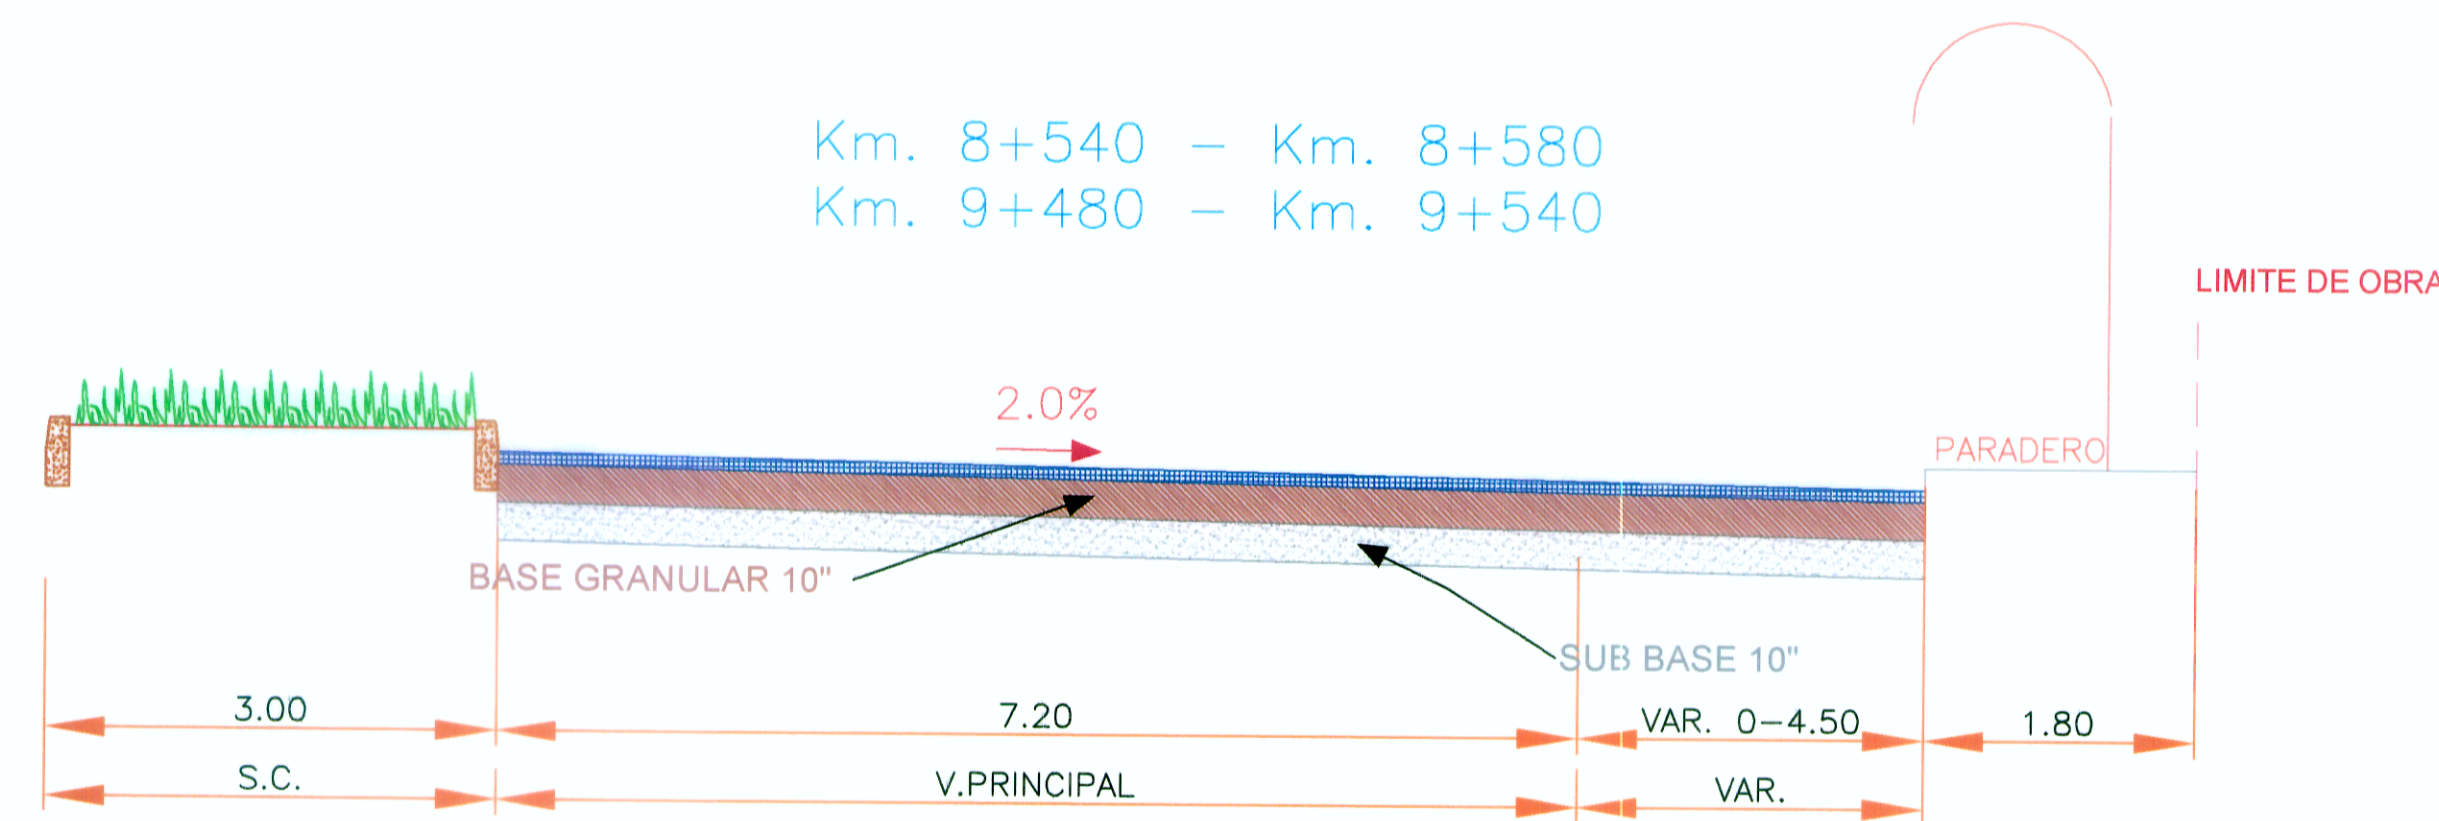 Km. 8+540 - Km. 8+580
Km. 9+480 - Km. 9+540
LIMITE DE OBRA
2.0%
PARADERO
BASE GRANULAR 10"
SUB BASE 10"
3.00
7.20
VAR. 0-4.50
1.80
S.C.
V.PRINCIPAL
VAR.